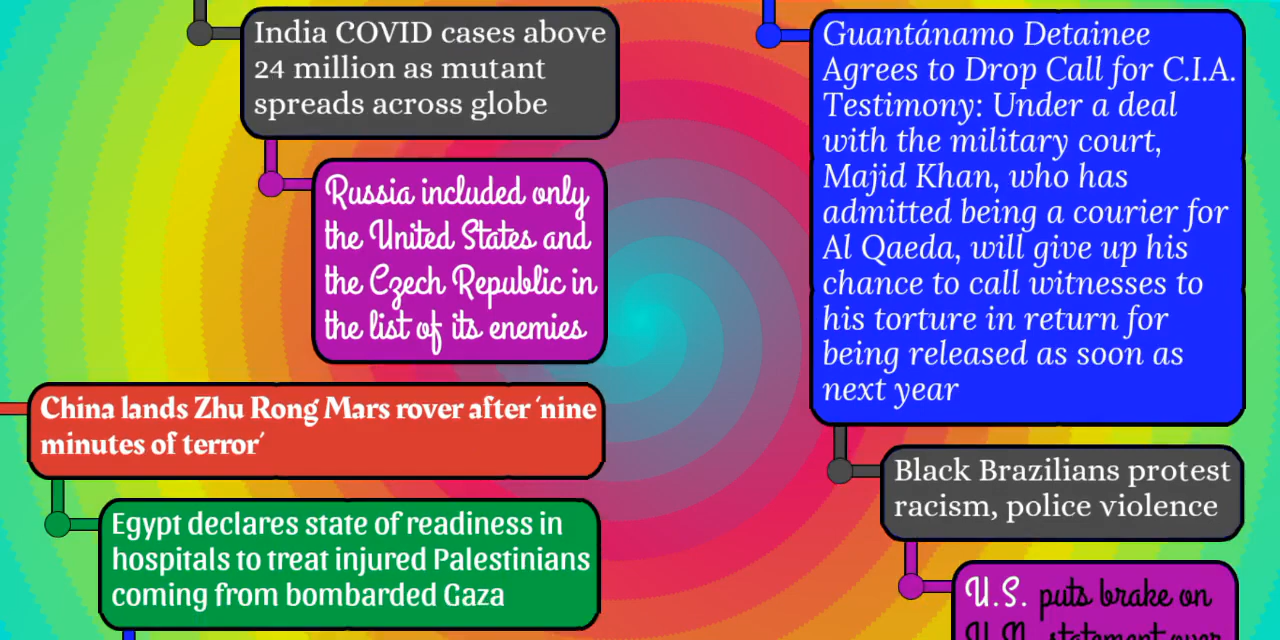 India COVID cases above
24 million as mutant
spreads across globe
Russia included only
the United States and
the Czech Republic in
the list of its enemies
China lands Zhu Rong Mars rover after ‘nine
minutes of terror’
Egypt declares state of readiness in
hospitals to treat injured Palestinians
coming from bombarded Gaza
Guantánamo Detainee
Agrees to Drop Call for C.I.A.
Testimony: Under a deal
with the military court,
Majid Khan, who has
admitted being a courier for
Al Qaeda, will give up his
chance to call witnesses to
his torture in return for
being released as soon as
next year
Black Brazilians protest
racism, police violence
U.S. puts brake on
U.N. statement over